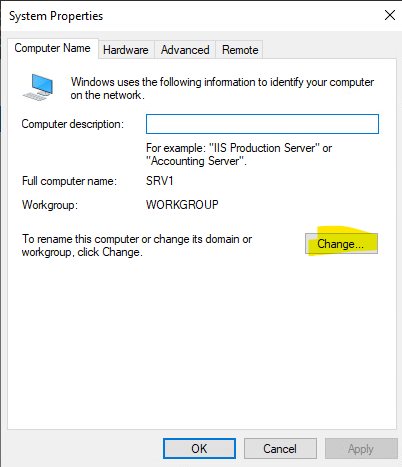 System Properties
Computer Name
Hardware
Advanced
Remote
Windows uses the following information to identify your computer
on the network.
Computer description:
For example: "IIS Production Server" or
"Accounting Server".
Full computer name:
SRV1
Workgroup:
WORKGROUP
To rename this computer or change its domain or
workgroup, click Change.
Change...
OK
Cancel
Apply